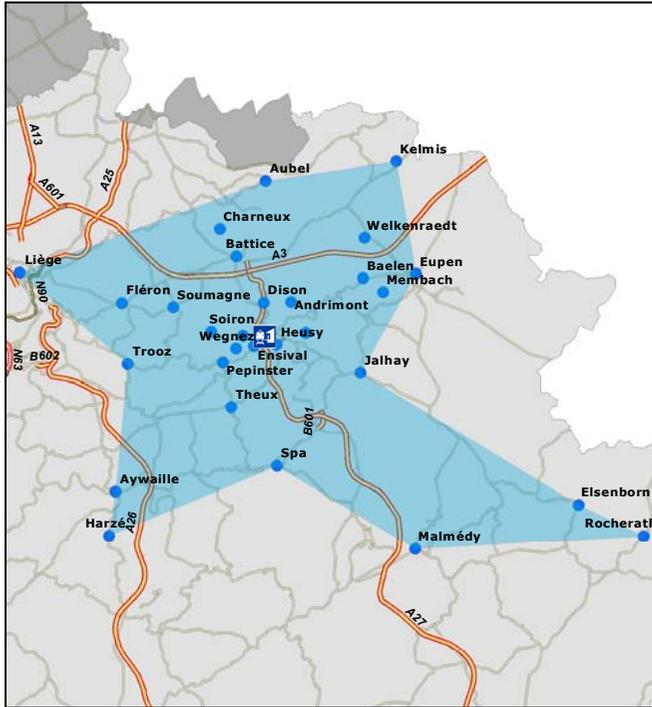 Kelmis
Aubel
A13
A25
A601
Charneux
Welkenraedt
Battice
A3
Liège
Eupen
Baelen
Membach
N90
Fléron
Soumagne
Dison
Andrimont
Soiron
Wegnez
Heusy
N63
B602
Trooz
Ensival
Pepinster
Jalhay
Theux
B601
Spa
Aywaille
Elsenborn
Harzé
A26
Rocherath
Malmédy
A27